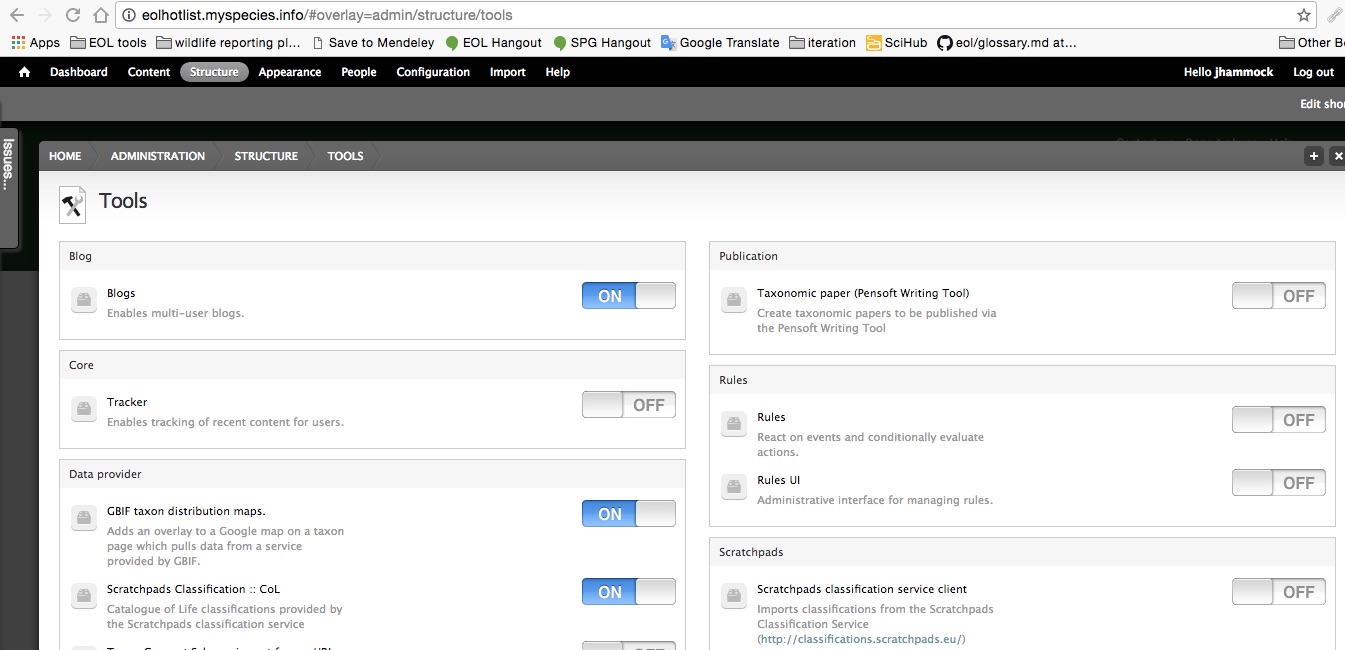 eolhotlist.myspecies.info/#overlay=admin/structure/tools
Apps EOL tools wildlife reporting pl... Save to Mendeley EOL Hangout SPG Hangout Google Translate iteration SciHub eol/glossary.md at... Other B
Dashboard Content Structure Appearance People Configuration Import Help Hello jhammock Log out
Edit sho
Issues...
HOME ADMINISTRATION STRUCTURE TOOLS
Tools
Blog
Blogs ON
Enables multi-user blogs.
Core
Tracker OFF
Enables tracking of recent content for users.
Data provider
GBIF taxon distribution maps. ON
Adds an overlay to a Google map on a taxon
page which pulls data from a service
provided by GBIF.
Scratchpads Classification :: CoL ON
Catalogue of Life classifications provided by
the Scratchpads classification service
Publication
Taxonomic paper (Pensoft Writing Tool) OFF
Create taxonomic papers to be published via
the Pensoft Writing Tool
Rules
Rules OFF
React on events and conditionally evaluate
actions.
Rules UI OFF
Administrative interface for managing rules.
Scratchpads
Scratchpads classification service client OFF
Imports classifications from the Scratchpads
Classification Service
(http://classifications.scratchpads.eu/)